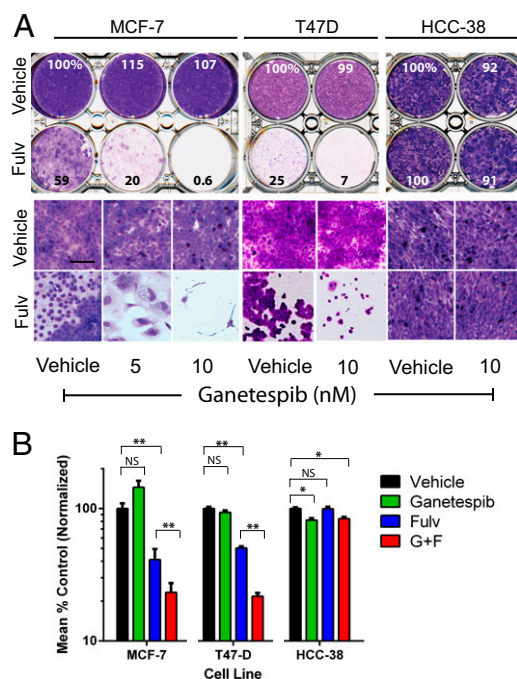 A
MCF-7 T47D HCC-38
Vehicle
100% 115 107 100% 99 100% 92
Fulv
59 20 0.6 25 7 100 91
Vehicle
Fulv
Vehicle 5 10 Vehicle 10 Vehicle 10
Ganetespib (nM)
B
Mean % Control (Normalized)
100
10
** NS ** ** NS ** * NS *
MCF-7 T47-D HCC-38
Cell Line
Vehicle
Ganetespib
Fulv
G+F